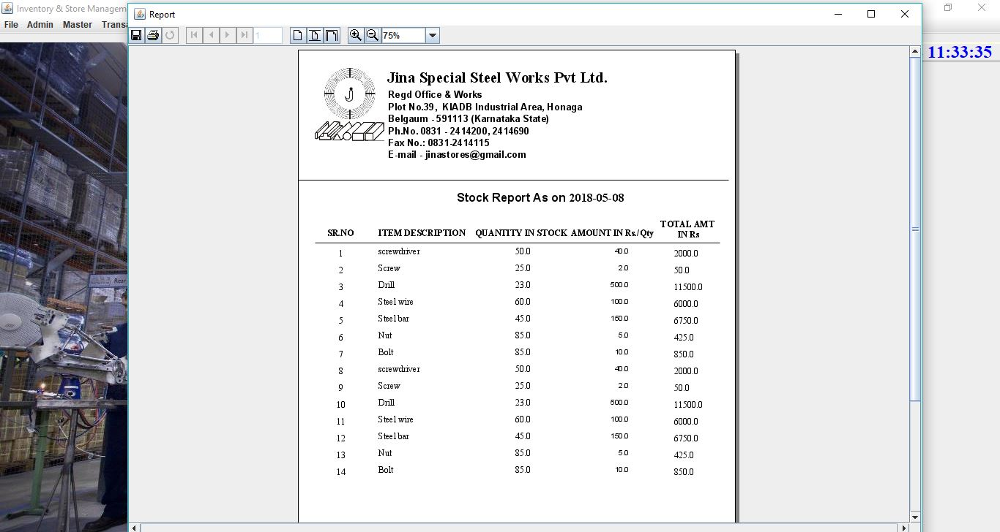 Inventory & Store Managem
File Admin Master Transa
Report
1
75%
11:33:35
J
Jina Special Steel Works Pvt Ltd.
Regd Office & Works
Plot No.39, KIADB Industrial Area, Honaga
Belgaum - 591113 (Karnataka State)
Ph.No. 0831 - 2414200, 2414690
Fax No.: 0831-2414115
E-mail - jinastores@gmail.com
Stock Report As on 2018-05-08
SR.NO ITEM DESCRIPTION QUANTITY IN STOCK AMOUNT IN Rs./Qty TOTAL AMT
IN Rs
1 screwdriver 50.0 40.0 2000.0
2 Screw 25.0 2.0 50.0
3 Drill 23.0 500.0 11500.0
4 Steel wire 60.0 100.0 6000.0
5 Steel bar 45.0 150.0 6750.0
6 Nut 85.0 5.0 425.0
7 Bolt 85.0 10.0 850.0
8 screwdriver 50.0 40.0 2000.0
9 Screw 25.0 2.0 50.0
10 Drill 23.0 500.0 11500.0
11 Steel wire 60.0 100.0 6000.0
12 Steel bar 45.0 150.0 6750.0
13 Nut 85.0 5.0 425.0
14 Bolt 85.0 10.0 850.0
Rear